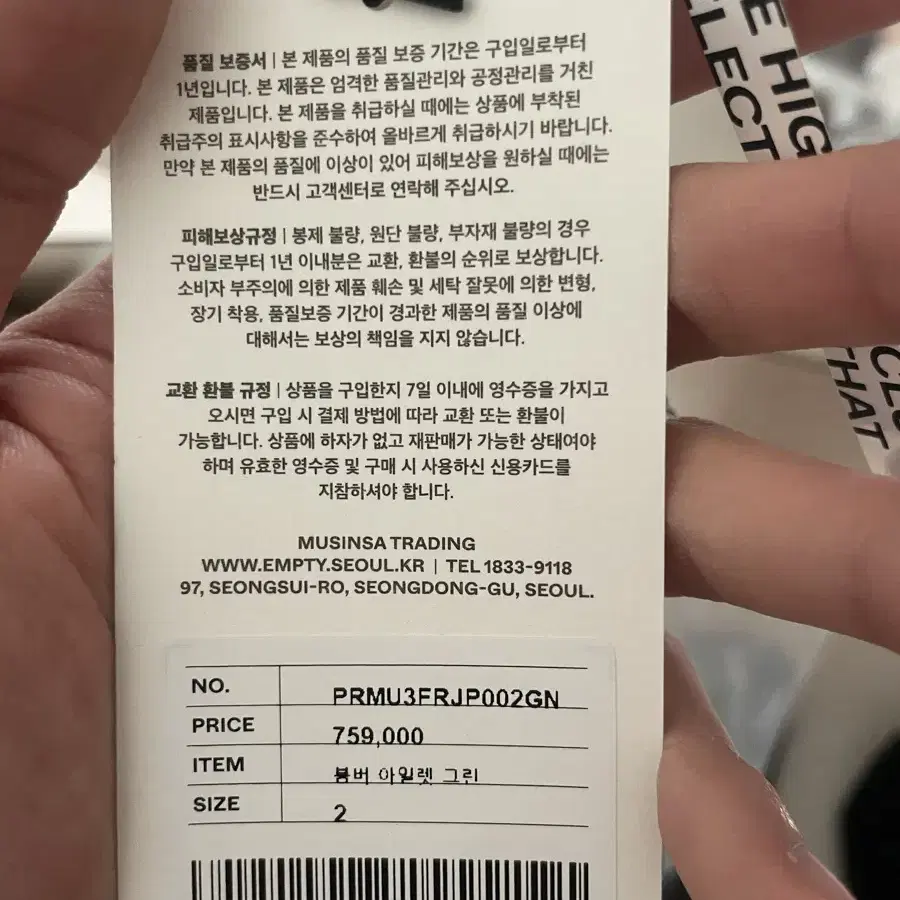 품질 보증서 | 본 제품의 품질 보증 기간은 구입일로부터
1년입니다. 본 제품은 엄격한 품질관리와 공정관리를 거친
제품입니다. 본 제품을 취급하실 때에는 상품에 부착된
취급주의 표시사항을 준수하여 올바르게 취급하시기 바랍니다.
만약 본 제품의 품질에 이상이 있어 피해보상을 원하실 때에는
반드시 고객센터로 연락해 주십시오.
피해보상규정 | 봉제 불량, 원단 불량, 부자재 불량의 경우
구입일로부터 1년 이내분은 교환, 환불의 순위로 보상합니다.
소비자 부주의에 의한 제품 훼손 및 세탁 잘못에 의한 변형,
장기 착용, 품질보증 기간이 경과한 제품의 품질 이상에
대해서는 보상의 책임을 지지 않습니다.
교환 환불 규정 | 상품을 구입한지 7일 이내에 영수증을 가지고
오시면 구입 시 결제 방법에 따라 교환 또는 환불이
가능합니다. 상품에 하자가 없고 재판매가 가능한 상태여야
하며 유효한 영수증 및 구매 시 사용하신 신용카드를
지참하셔야 합니다.
MUSINSA TRADING
WWW.EMPTY.SEOUL.KR | TEL 1833-9118
97, SEONGSUI-RO, SEONGDONG-GU, SEOUL.
NO. PRMU3FRJP002GN
PRICE 759,000
ITEM 봄버 아일렛 그린
SIZE 2
E HIG
LECT
CLO
THAT